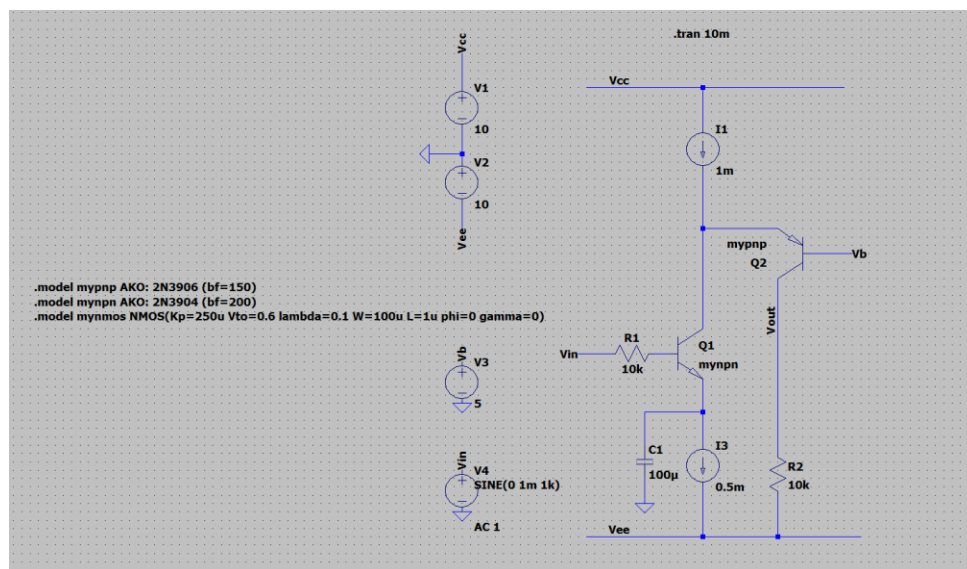 .tran 10m
Vcc
V1
10
V2
10
Vee
Vcc
I1
1m
mypnp
Q2
Vb
.model mypnp AKO: 2N3906 (bf=150)
.model mynpn AKO: 2N3904 (bf=200)
.model mynmos NMOS(Kp=250u Vto=0.6 lambda=0.1 W=100u L=1u phi=0 gamma=0)
Vout
Vb
V3
5
Vin
R1
10k
Q1
mynpn
Vin
V4
SINE(0 1m 1k)
AC 1
C1
100µ
I3
0.5m
R2
10k
Vee